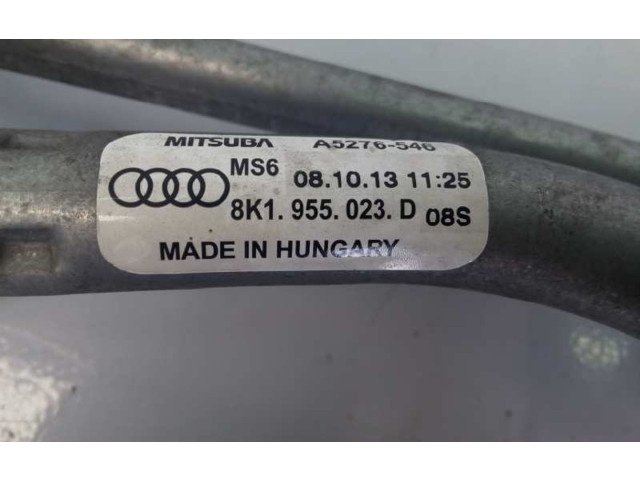 MITSUBA A5276-546
MS6 08.10.13 11:25
8K1.955.023.D 08S
MADE IN HUNGARY